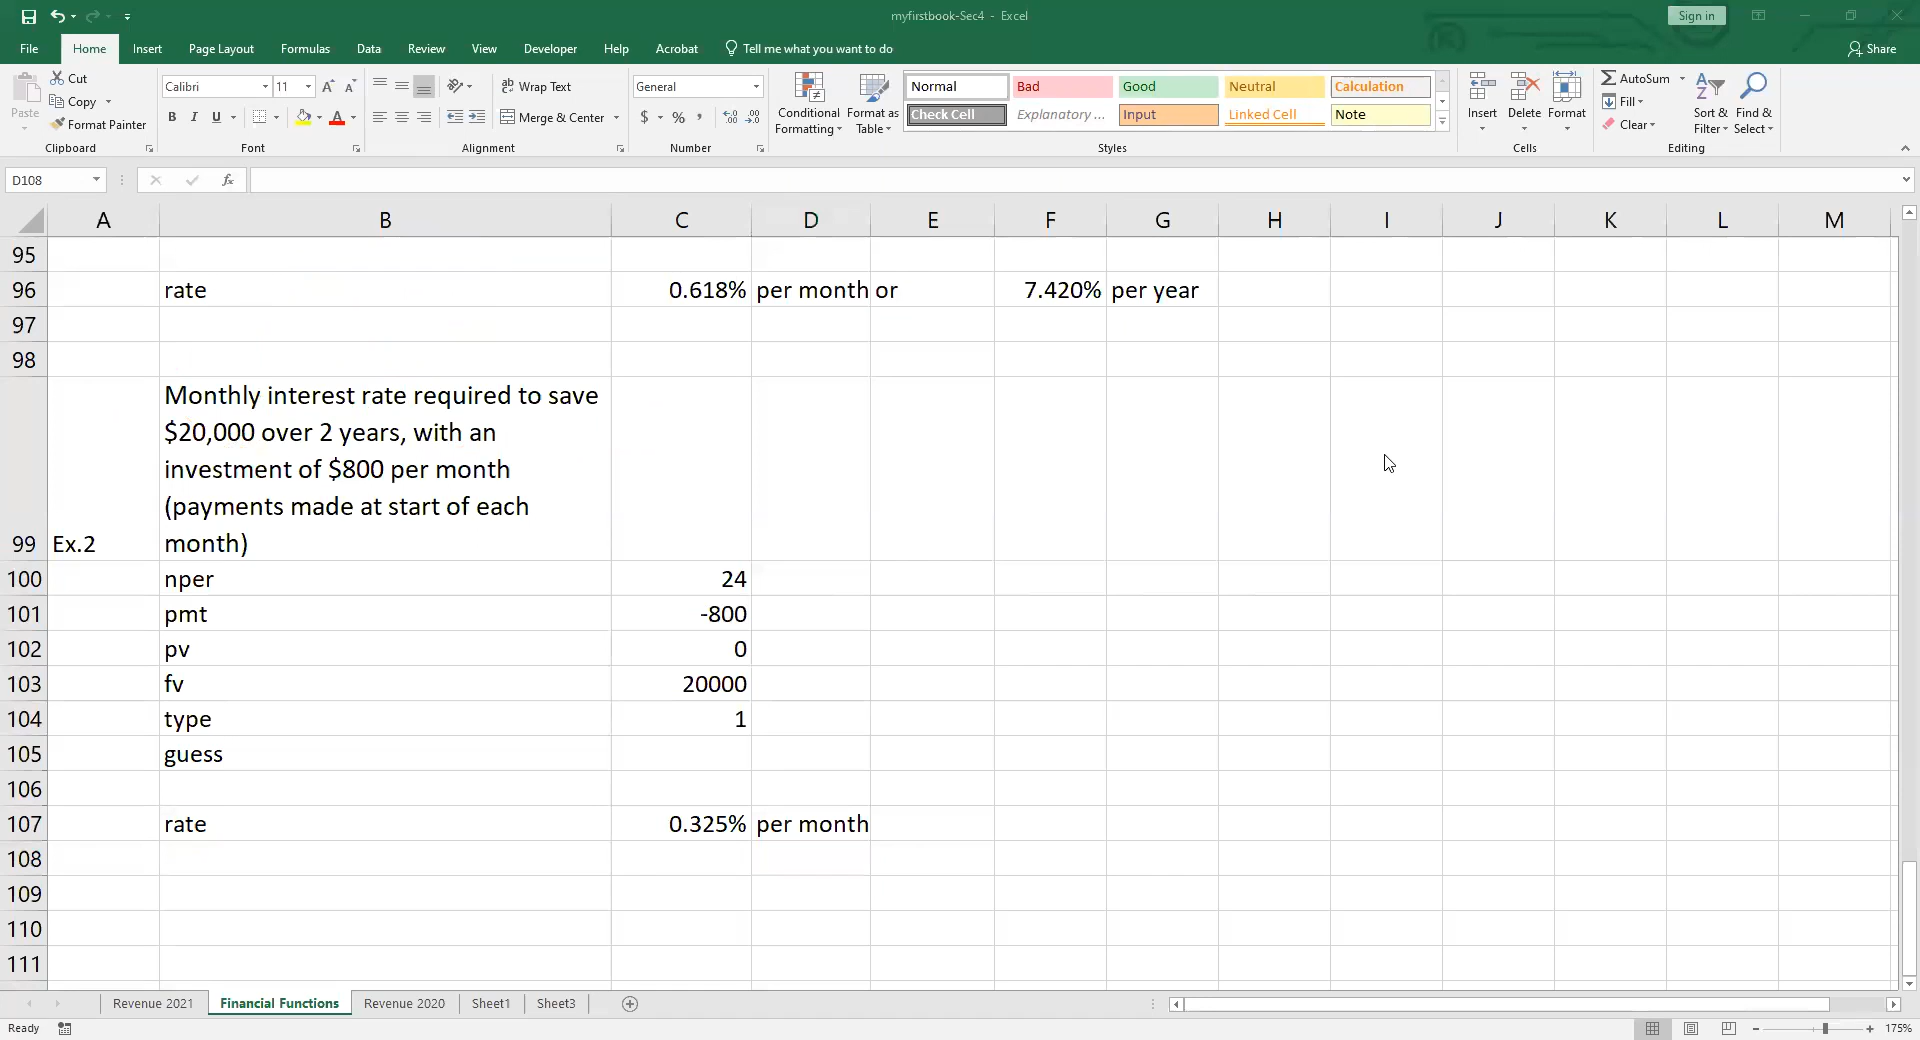 myfirstbook-Sec4 - Excel
Sign in
File Home Insert Page Layout Formulas Data Review View Developer Help Acrobat Tell me what you want to do Share
Paste
Cut
Copy
Format Painter
Clipboard
Calibri 11
B I U
Font
Wrap Text
Merge & Center
Alignment
General
$ % ,
Number
Conditional Formatting
Format as Table
Normal Bad Good Neutral Calculation
Check Cell Explanatory ... Input Linked Cell Note
Styles
Insert Delete Format
Cells
AutoSum
Fill
Clear
Sort & Filter
Find & Select
Editing
D108 fx
A B C D E F G H I J K L M
95
96 rate 0.618% per month or 7.420% per year
97
98
Monthly interest rate required to save
$20,000 over 2 years, with an
investment of $800 per month
(payments made at start of each
99 Ex.2 month)
100 nper 24
101 pmt -800
102 pv 0
103 fv 20000
104 type 1
105 guess
106
107 rate 0.325% per month
108
109
110
111
Revenue 2021 Financial Functions Revenue 2020 Sheet1 Sheet3
Ready 175%